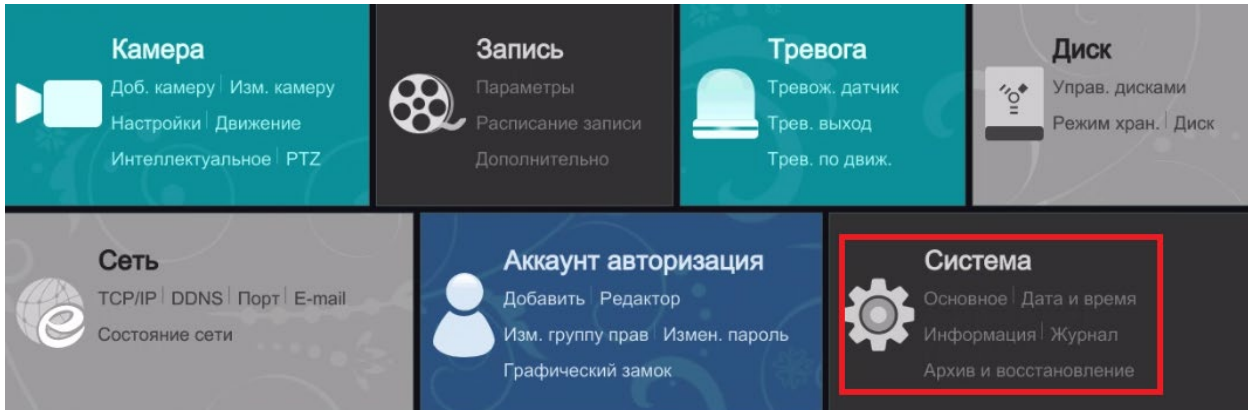 Камера
Доб. камеру | Изм. камеру
Настройки | Движение
Интеллектуальное | PTZ
Запись
Параметры
Расписание записи
Дополнительно
Тревога
Тревож. датчик
Трев. выход
Трев. по движ.
Диск
Управ. дисками
Режим хран. | Диск
Сеть
TCP/IP | DDNS | Порт | E-mail
Состояние сети
Аккаунт авторизация
Добавить | Редактор
Изм. группу прав | Измен. пароль
Графический замок
Система
Основное | Дата и время
Информация | Журнал
Архив и восстановление